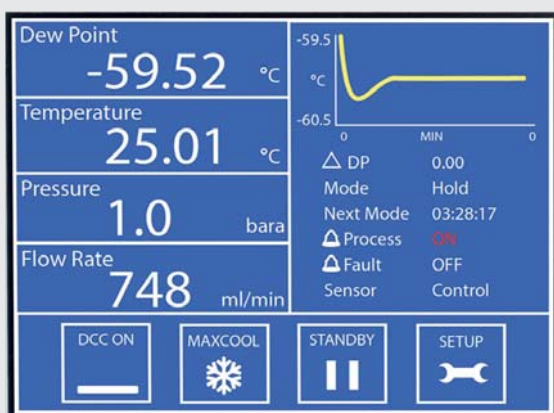 Dew Point
-59.52 °C
Temperature
25.01 °C
Pressure
1.0 bara
Flow Rate
748 ml/min
-59.5
°C
-60.5
0 MIN 0
△ DP 0.00
Mode Hold
Next Mode 03:28:17
Process ON
Fault OFF
Sensor Control
DCC ON
MAXCOOL
STANDBY
SETUP